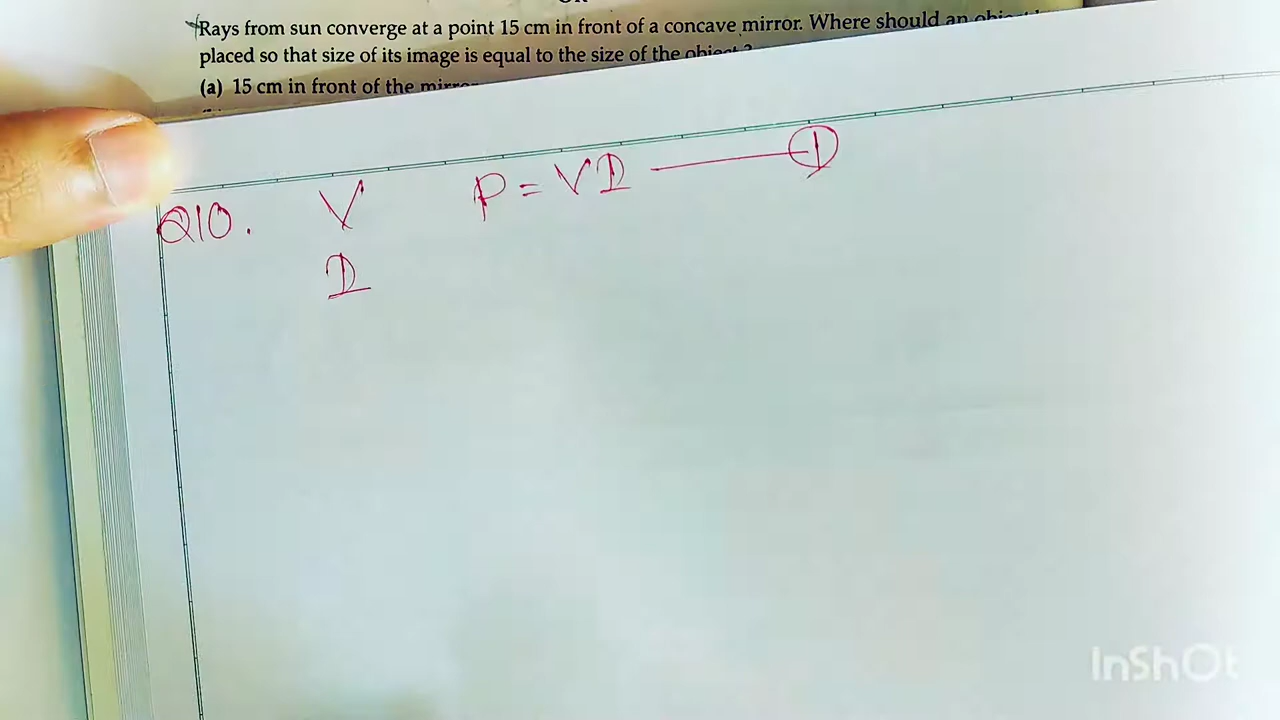 Rays from sun converge at a point 15 cm in front of a concave mirror. Where should an
placed so that size of its image is equal to the size of the
(a) 15 cm in front of the
Q10. V P = VI ——— 1
I
InShOt